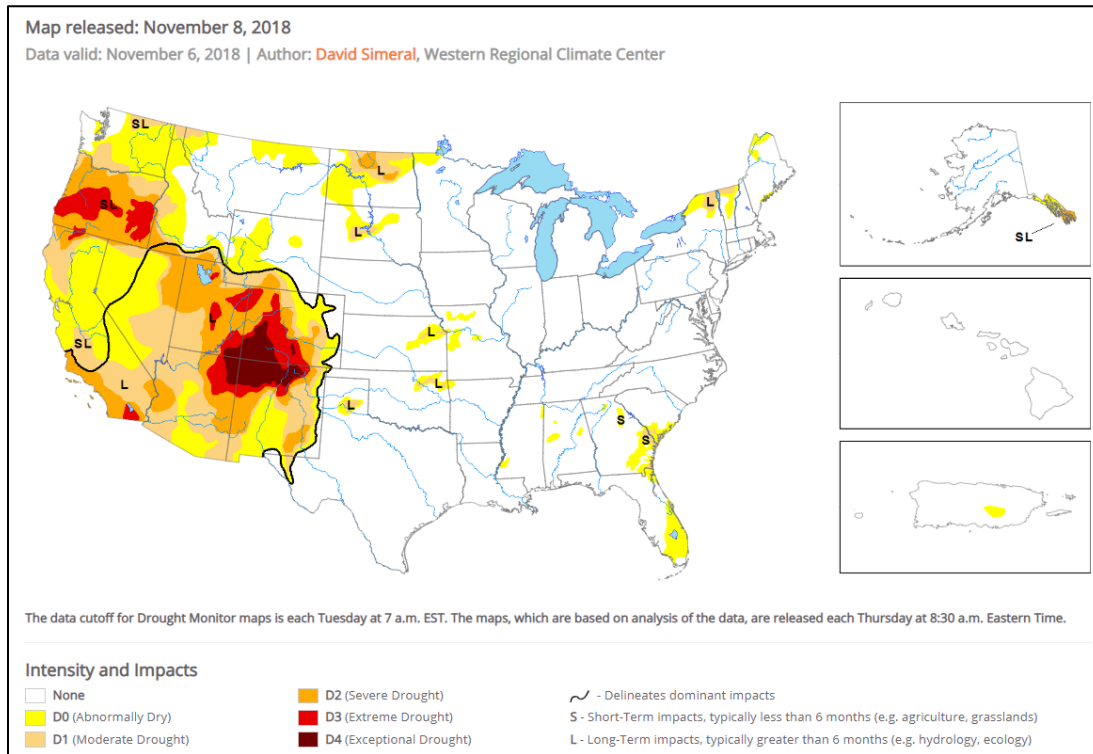 Map released: November 8, 2018
Data valid: November 6, 2018 | Author: David Simeral, Western Regional Climate Center
SL
L
SL
L
L
SL
L
L
SL
L
L
L
L
S
S
The data cutoff for Drought Monitor maps is each Tuesday at 7 a.m. EST. The maps, which are based on analysis of the data, are released each Thursday at 8:30 a.m. Eastern Time.
Intensity and Impacts
None
D0 (Abnormally Dry)
D1 (Moderate Drought)
D2 (Severe Drought)
D3 (Extreme Drought)
D4 (Exceptional Drought)
- Delineates dominant impacts
S - Short-Term impacts, typically less than 6 months (e.g. agriculture, grasslands)
L - Long-Term impacts, typically greater than 6 months (e.g. hydrology, ecology)